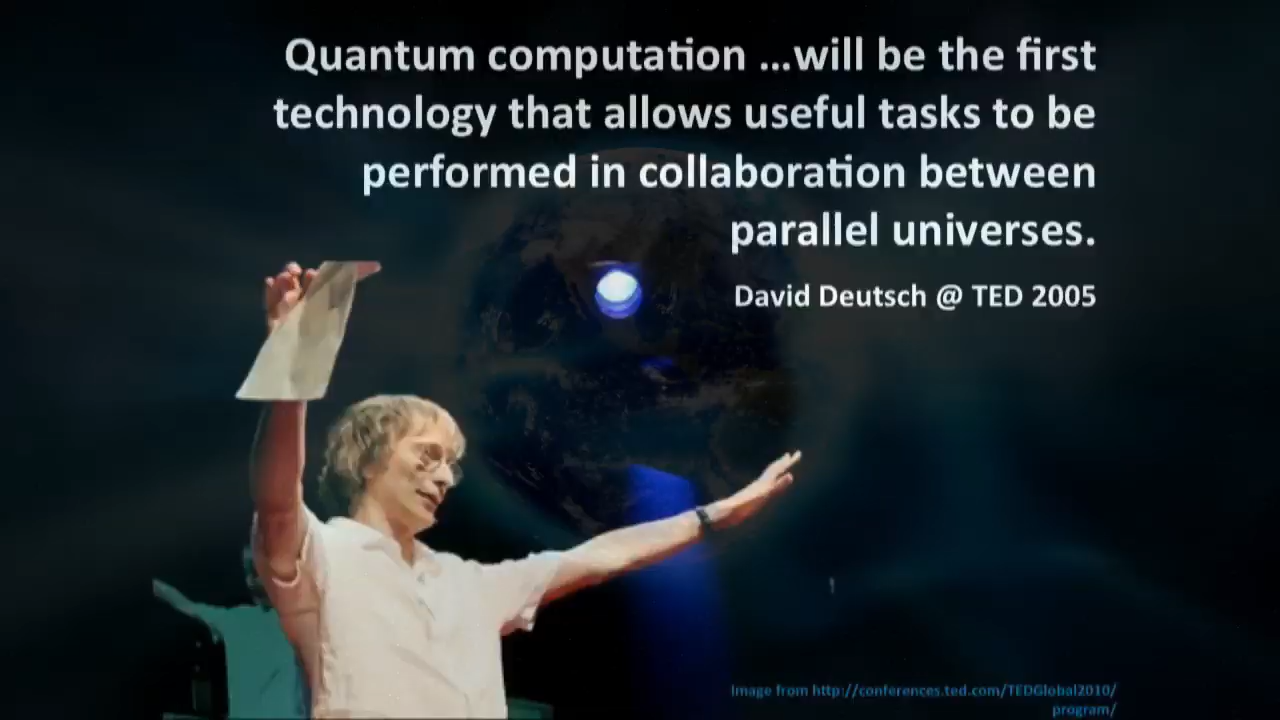 Quantum computation ...will be the first
technology that allows useful tasks to be
performed in collaboration between
parallel universes.
David Deutsch @ TED 2005
Image from http://conferences.ted.com/TEDGlobal2010/
program/